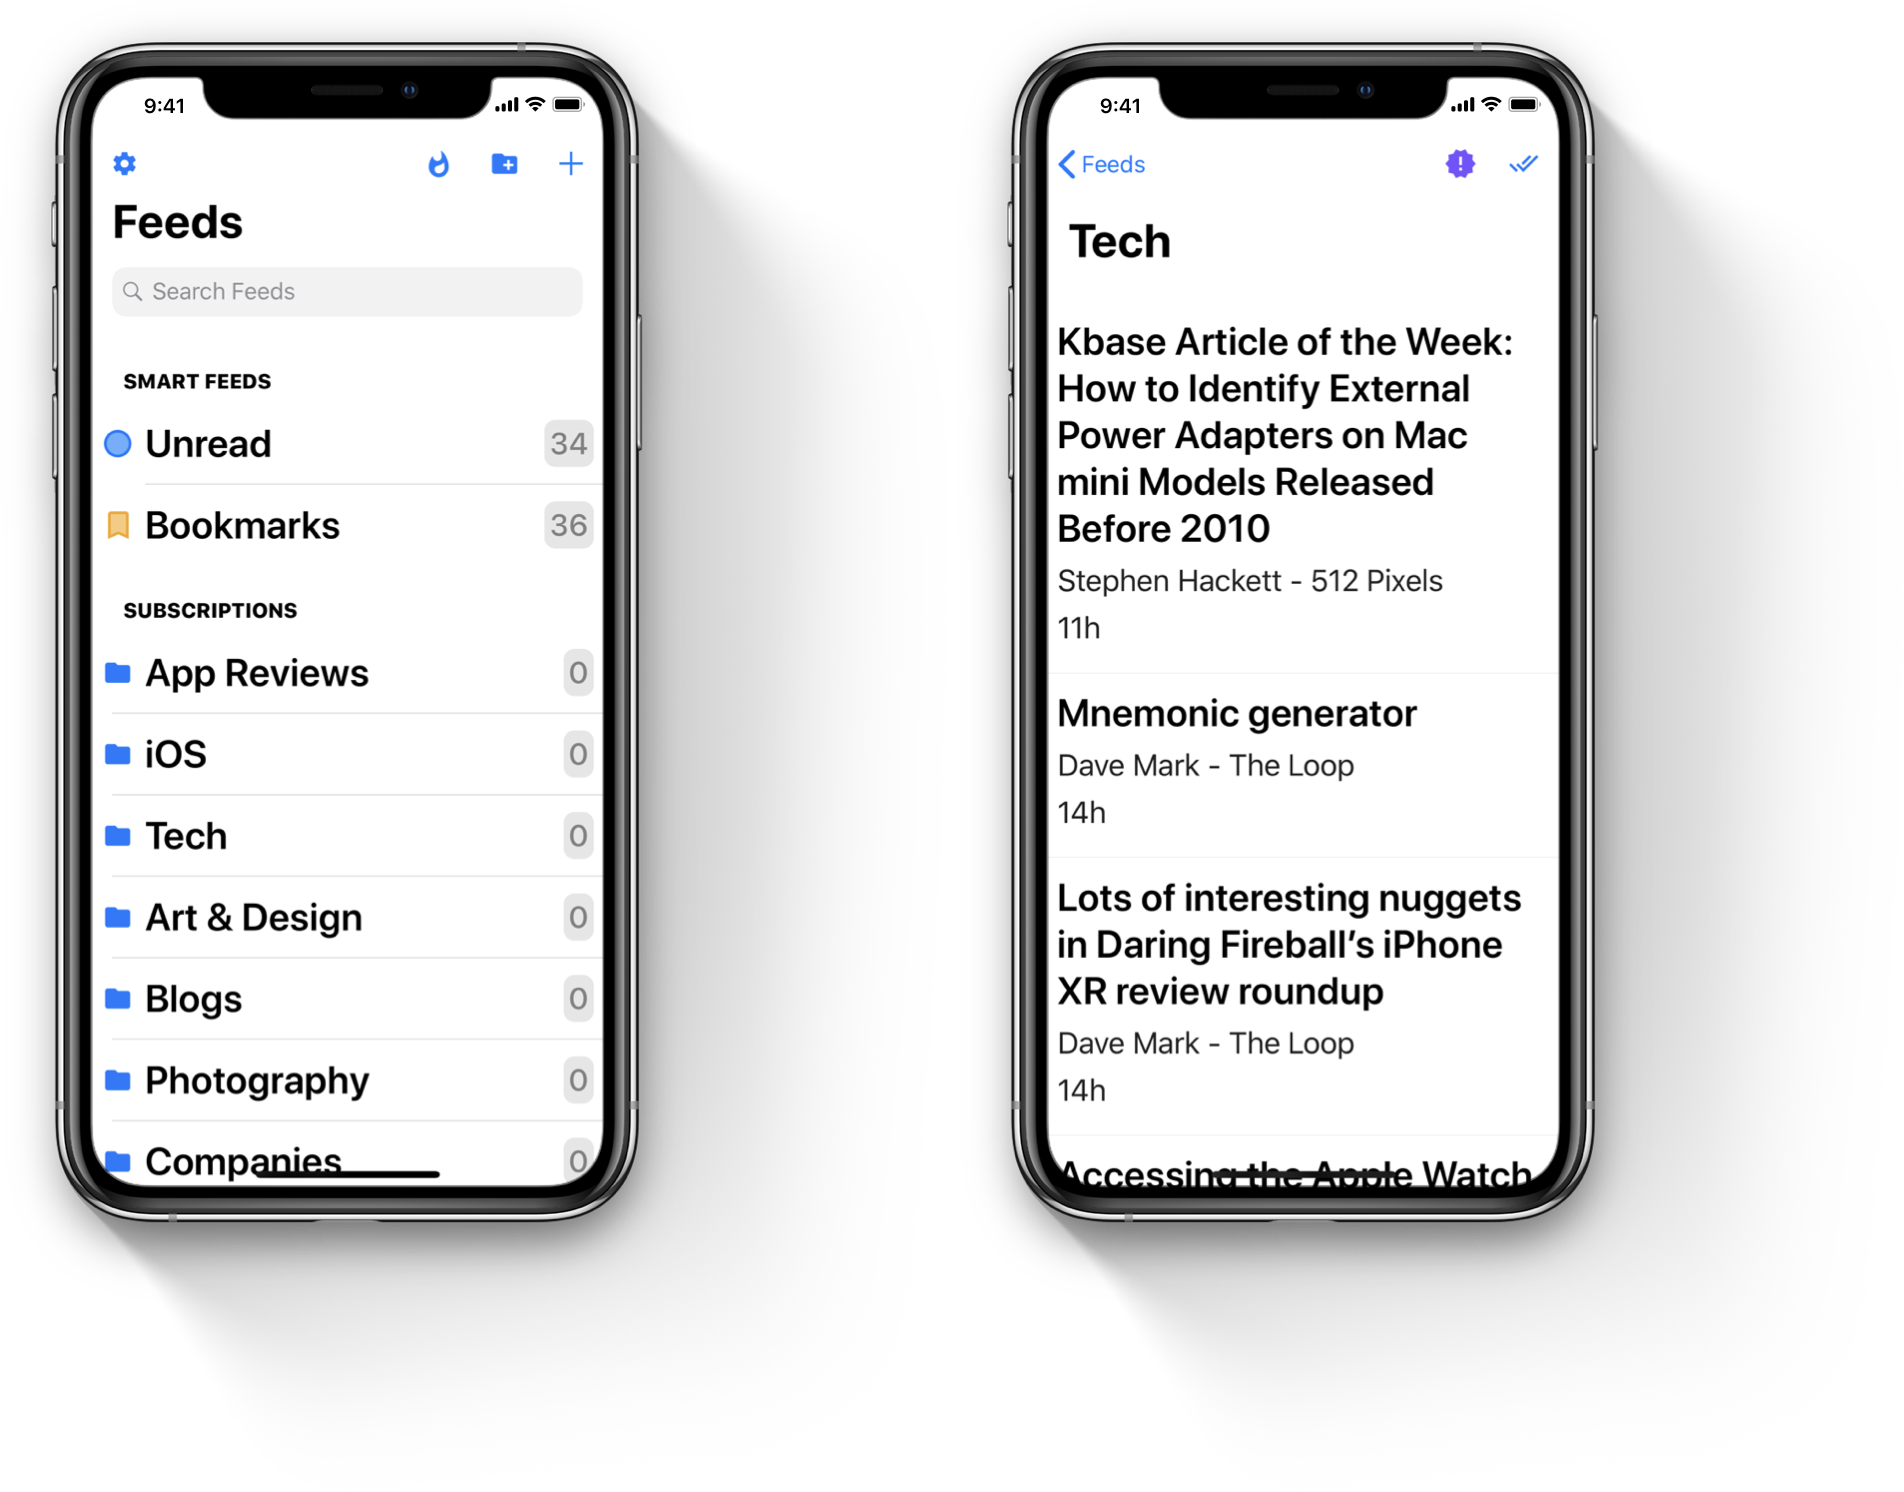 9:41
Feeds
Search Feeds
SMART FEEDS
Unread 34
Bookmarks 36
SUBSCRIPTIONS
App Reviews 0
iOS 0
Tech 0
Art & Design 0
Blogs 0
Photography 0
Companies 0
9:41
Feeds
Tech
Kbase Article of the Week:
How to Identify External
Power Adapters on Mac
mini Models Released
Before 2010
Stephen Hackett - 512 Pixels
11h
Mnemonic generator
Dave Mark - The Loop
14h
Lots of interesting nuggets
in Daring Fireball’s iPhone
XR review roundup
Dave Mark - The Loop
14h
Accessing the Apple Watch